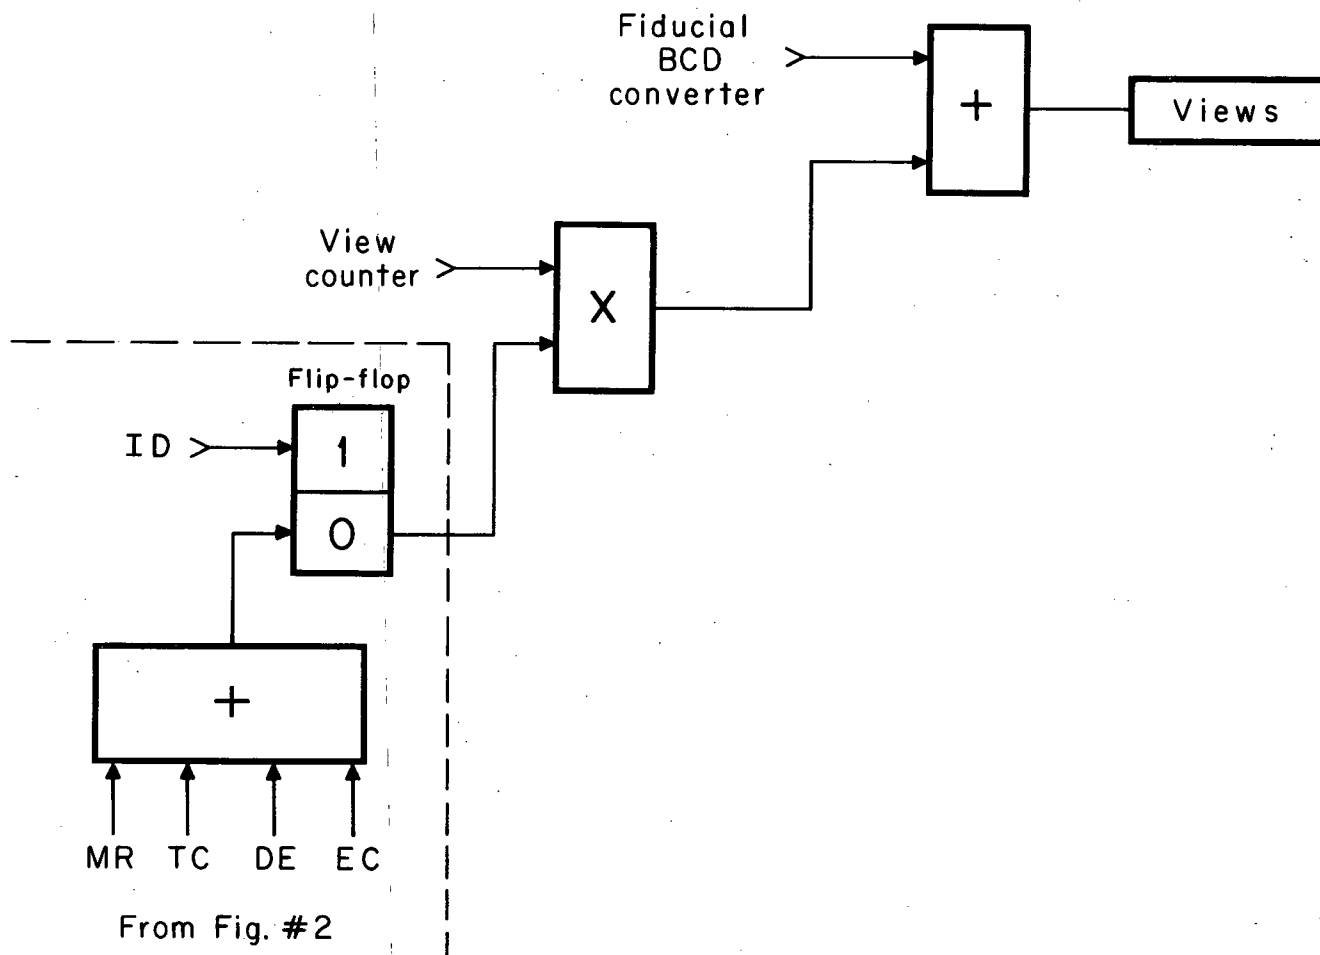 Fiducial
BCD
converter
+
Views
View
counter
X
Flip-flop
ID
1
0
+
MR TC DE EC
From Fig. #2